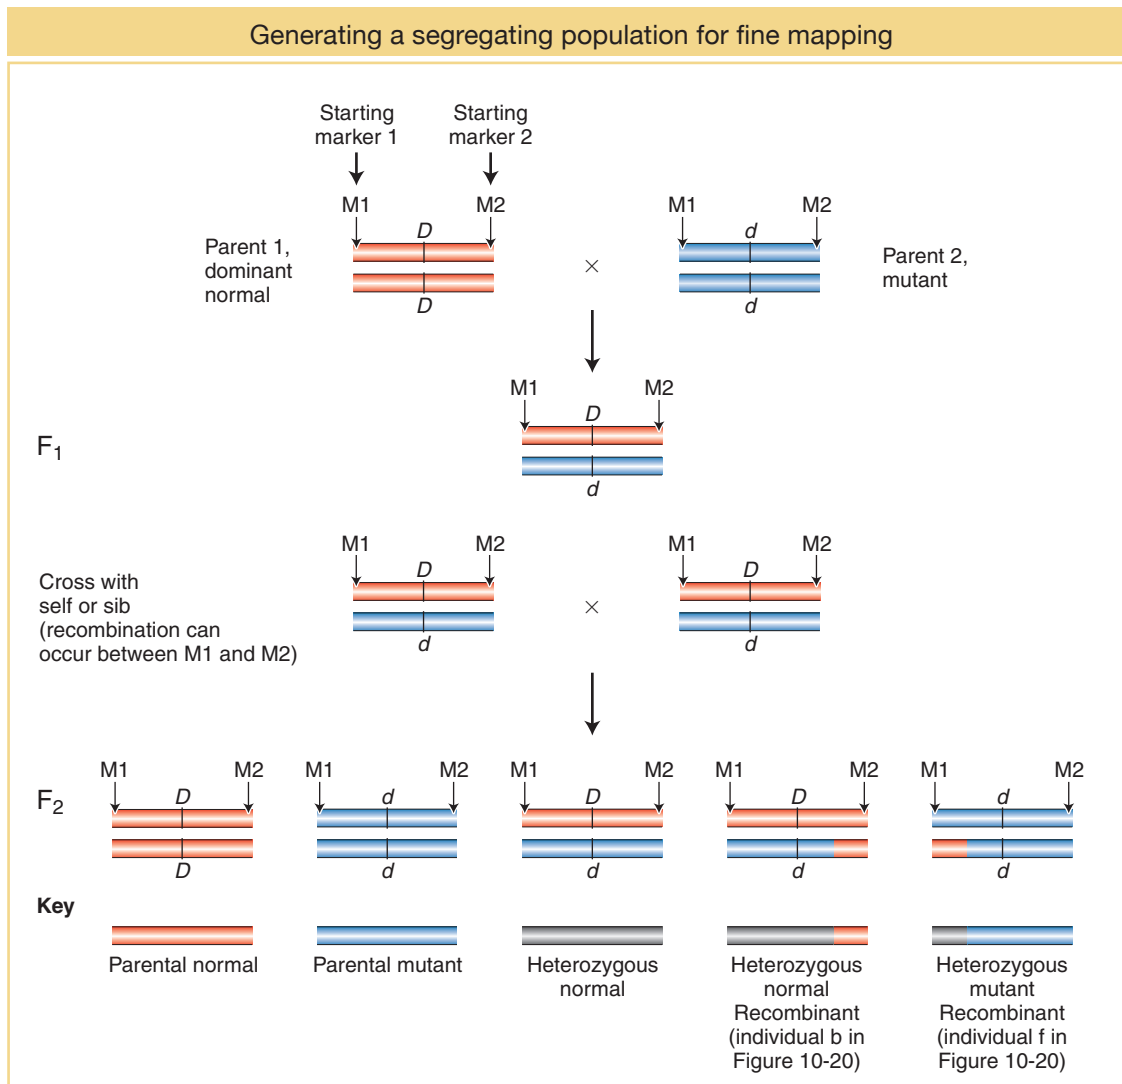 Generating a segregating population for fine mapping
Starting
marker 1
Starting
marker 2
M1
M2
M1
M2
D
d
Parent 1,
dominant
normal
×
Parent 2,
mutant
D
d
M1
M2
D
F1
d
M1
M2
M1
M2
D
D
Cross with
self or sib
(recombination can
occur between M1 and M2)
×
d
d
M1
M2
M1
M2
M1
M2
M1
M2
M1
M2
F2
D
d
D
D
d
D
d
d
d
d
Key
Parental normal
Parental mutant
Heterozygous
normal
Heterozygous
normal
Recombinant
(individual b in
Figure 10-20)
Heterozygous
mutant
Recombinant
(individual f in
Figure 10-20)